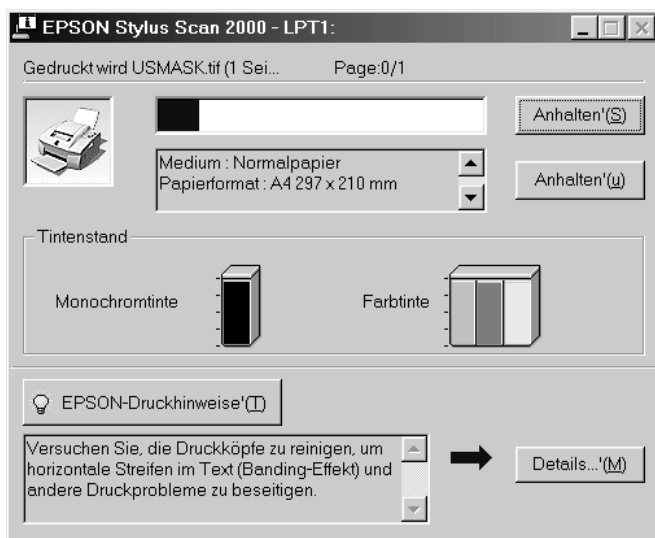 EPSON Stylus Scan 2000 - LPT1:
Gedruckt wird USMASK.tif (1 Sei... Page:0/1
Anhalten'(S)
Medium : Normalpapier
Papierformat : A4 297 x 210 mm
Anhalten'(u)
Tintenstand
Monochromtinte
Farbtinte
EPSON-Druckhinweise'(T)
Versuchen Sie, die Druckköpfe zu reinigen, um
horizontale Streifen im Text (Banding-Effekt) und
andere Druckprobleme zu beseitigen.
Details...'(M)